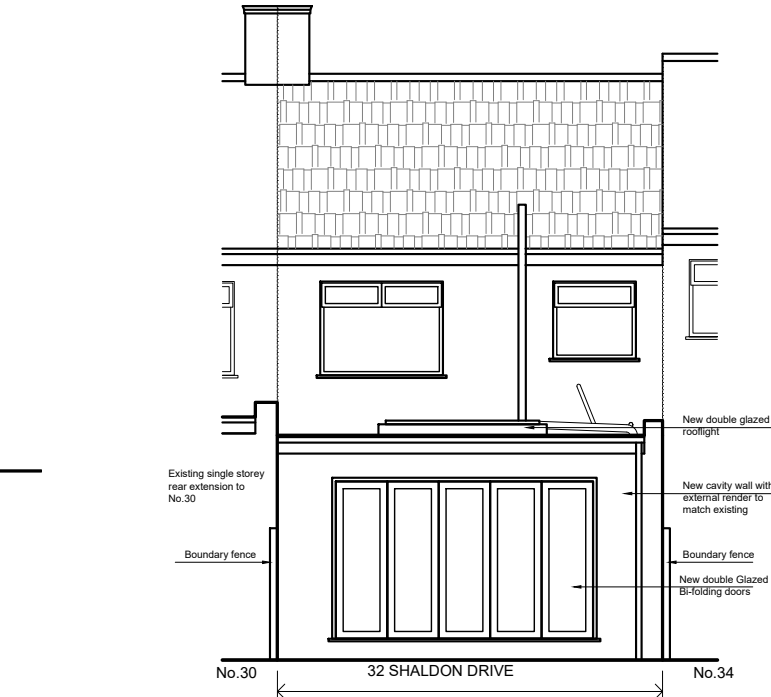 New double glazed
rooflight
Existing single storey
rear extension to
No.30
New cavity wall with
external render to
match existing
Boundary fence
Boundary fence
New double Glazed
Bi-folding doors
No.30
32 SHALDON DRIVE
No.34